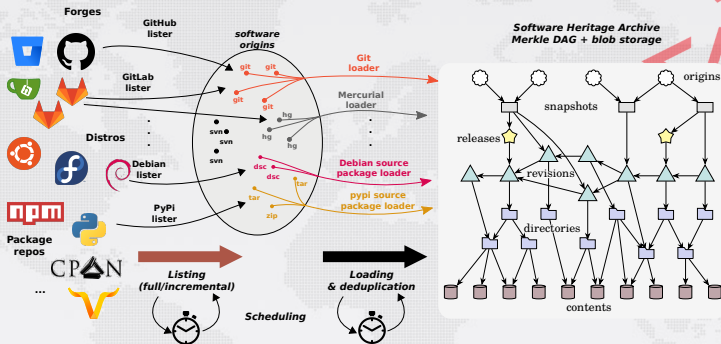 Forges
GitHub
lister
GitLab
lister
.
.
.
Distros
Debian
lister
npm
PyPi
lister
Package
repos
CPAN
...
software
origins
git
git
git
git
hg
hg
hg
svn
svn
svn
dsc
dsc
tar
tar
zip
Git
loader
Mercurial
loader
.
.
.
Debian source
package loader
pypi source
package loader
Listing
(full/incremental)
Scheduling
Loading
& deduplication
Software Heritage Archive
Merkle DAG + blob storage
origins
snapshots
releases
revisions
directories
contents